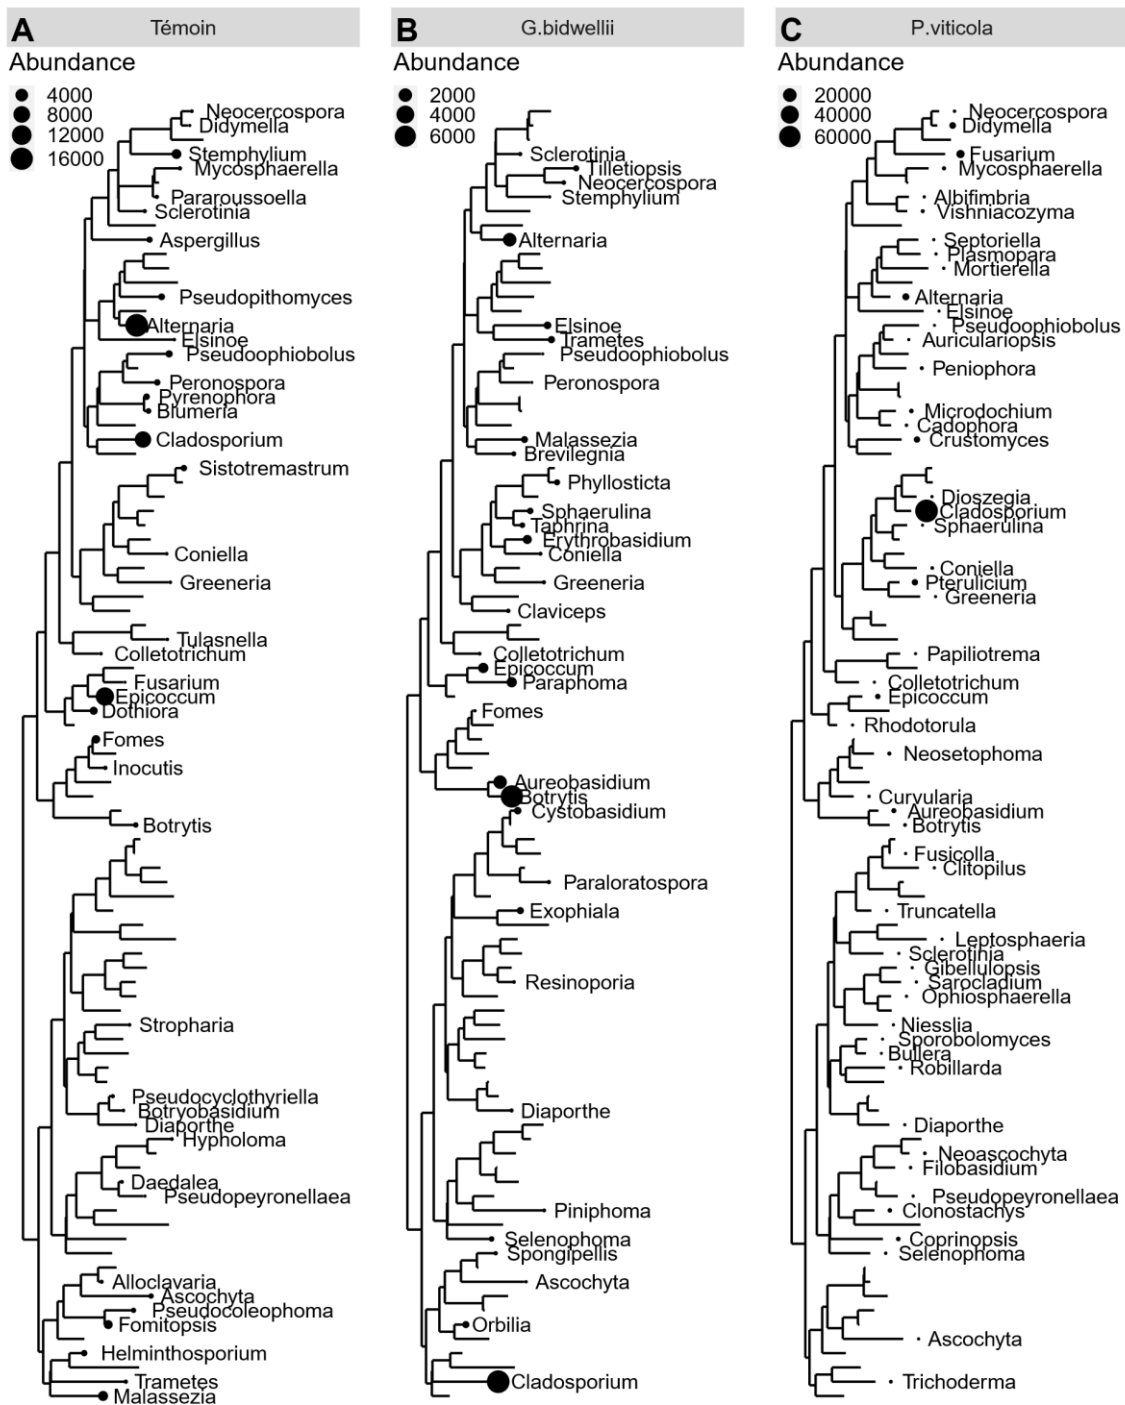 A
Témoin
Abundance
4000
8000
12000
16000
Neocercospora
Didymella
Stemphylium
Mycosphaerella
Pararoussoella
Sclerotinia
Aspergillus
Pseudopithomyces
Alternaria
Elsinoe
Pseudoophiobolus
Peronospora
Pyrenophora
Blumeria
Cladosporium
Sistotremastrum
Coniella
Greeneria
Tulasnella
Colletotrichum
Fusarium
Epicoccum
Dothiora
Fomes
Inocutis
Botrytis
Stropharia
Pseudocyclothyriella
Botryobasidium
Diaporthe
Hypholoma
Daedalea
Pseudopeyronellaea
Alloclavaria
Ascochyta
Pseudocoleophoma
Fomitopsis
Helminthosporium
Trametes
Malassezia
B
G.bidwellii
Abundance
2000
4000
6000
Sclerotinia
Tilletiopsis
Neocercospora
Stemphylium
Alternaria
Elsinoe
Trametes
Pseudoophiobolus
Peronospora
Malassezia
Brevilegnia
Phyllosticta
Sphaerulina
Taphrina
Erythrobasidium
Coniella
Greeneria
Claviceps
Colletotrichum
Epicoccum
Paraphoma
Fomes
Aureobasidium
Botrytis
Cystobasidium
Paraloratospora
Exophiala
Resinoporia
Diaporthe
Piniphoma
Selenophoma
Spongipellis
Ascochyta
Orbilia
Cladosporium
C
P.viticola
Abundance
20000
40000
60000
Neocercospora
Didymella
Fusarium
Mycosphaerella
Albifimbria
Vishniacozyma
Septoriella
Plasmopara
Mortierella
Alternaria
Elsinoe
Pseudoophiobolus
Auriculariopsis
Peniophora
Microdochium
Cadophora
Crustomyces
Dioszegia
Cladosporium
Sphaerulina
Coniella
Pterulicium
Greeneria
Papiliotrema
Colletotrichum
Epicoccum
Rhodotorula
Neosetophoma
Curvularia
Aureobasidium
Botrytis
Fusicolla
Clitopilus
Truncatella
Leptosphaeria
Sclerotinia
Gibellulopsis
Sarocladium
Ophiosphaerella
Niesslia
Sporobolomyces
Bullera
Robillarda
Diaporthe
Neoascochyta
Filobasidium
Pseudopeyronellaea
Clonostachys
Coprinopsis
Selenophoma
Ascochyta
Trichoderma